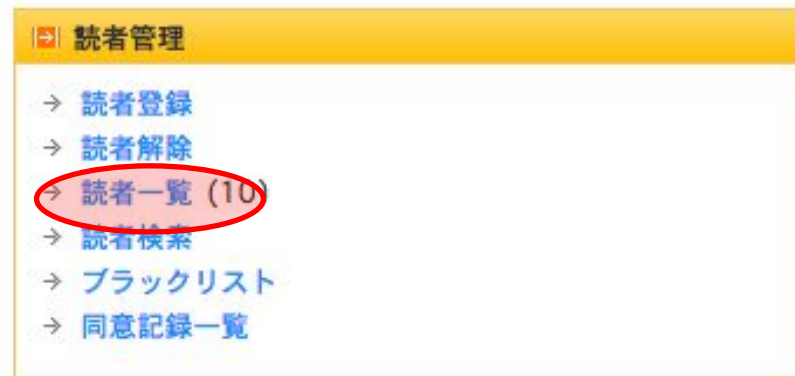 読者管理
読者登録
読者解除
読者一覧 (10)
読者検索
ブラックリスト
同意記録一覧